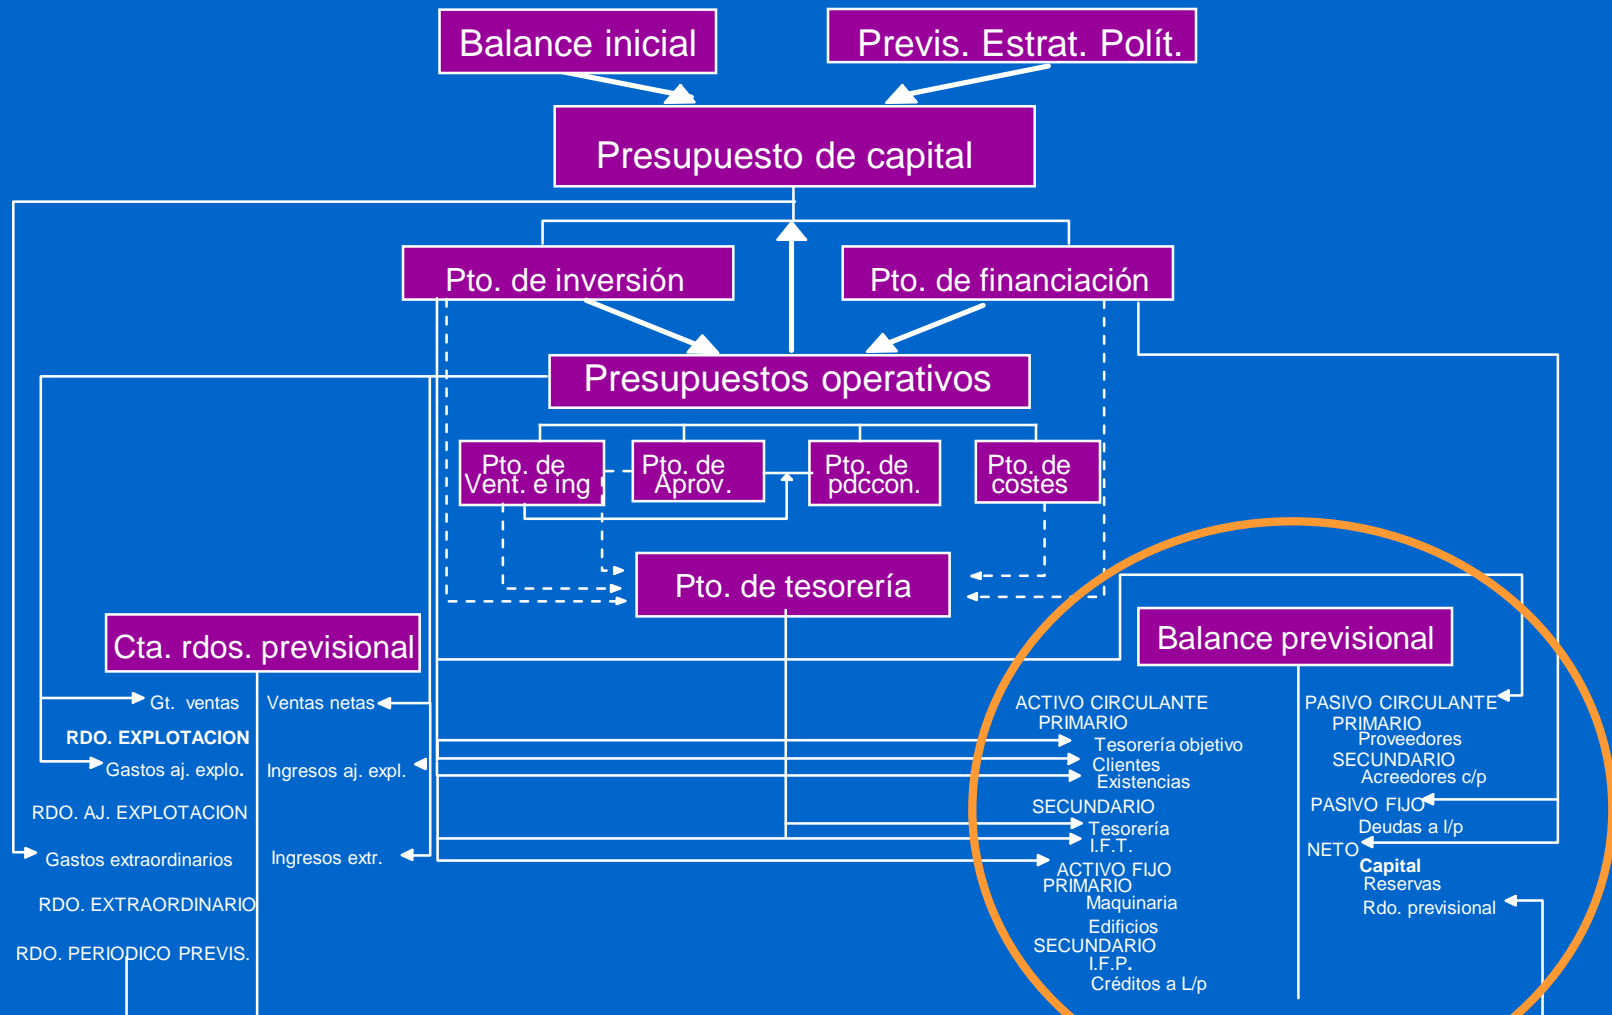 Balance inicial
Previs. Estrat. Polít.
Presupuesto de capital
Pto. de inversión
Pto. de financiación
Presupuestos operativos
Pto. de
Vent. e ing
Pto. de
Aprov.
Pto. de
pdccon.
Pto. de
costes
Pto. de tesorería
Cta. rdos. previsional
Gt. ventas
Ventas netas
RDO. EXPLOTACION
Gastos aj. explo.
Ingresos aj. expl.
RDO. AJ. EXPLOTACION
Gastos extraordinarios
Ingresos extr.
RDO. EXTRAORDINARIO
RDO. PERIODICO PREVIS.
Balance previsional
ACTIVO CIRCULANTE
PRIMARIO
Tesorería objetivo
Clientes
Existencias
SECUNDARIO
Tesorería
I.F.T.
ACTIVO FIJO
PRIMARIO
Maquinaria
Edificios
SECUNDARIO
I.F.P.
Créditos a L/p
PASIVO CIRCULANTE
PRIMARIO
Proveedores
SECUNDARIO
Acreedores c/p
PASIVO FIJO
Deudas a l/p
NETO
Capital
Reservas
Rdo. previsional